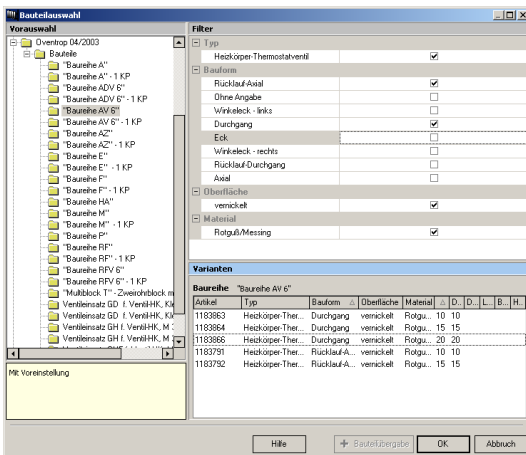 Bauteilauswahl
Vorauswahl
Oventrop 04/2003
Bauteile
"Baureihe A"
"Baureihe A" - 1 KP
"Baureihe ADV 6"
"Baureihe ADV 6" - 1 KP
"Baureihe AV 6"
"Baureihe AV 6" - 1 KP
"Baureihe AZ"
"Baureihe AZ" - 1 KP
"Baureihe E"
"Baureihe E" - 1 KP
"Baureihe F"
"Baureihe F" - 1 KP
"Baureihe HA"
"Baureihe M"
"Baureihe M" - 1 KP
"Baureihe P"
"Baureihe RF"
"Baureihe RF" - 1 KP
"Baureihe RFV 6"
"Baureihe RFV 6" - 1 KP
"Multiblock T" - Zweirohrblock m
Ventileinsatz GD f. Ventil-HK, Kle
Ventileinsatz GD f. Ventil-HK, Kle
Ventileinsatz GH f. Ventil-HK, M 3
Ventileinsatz GH f. Ventil-HK, M
Mit Voreinstellung
Filter
Typ
Heizkörper-Thermostatventil
Bauform
Rücklauf-Axial
Ohne Angabe
Winkeleck - links
Durchgang
Eck
Winkeleck - rechts
Rücklauf-Durchgang
Axial
Oberfläche
vernickelt
Material
Rotguß/Messing
Varianten
Baureihe "Baureihe AV 6"
Artikel Typ Bauform Oberfläche Material D.. D... L... B... H..
1183863 Heizkörper-Ther... Durchgang vernickelt Rotgu... 10 10
1183864 Heizkörper-Ther... Durchgang vernickelt Rotgu... 15 15
1183866 Heizkörper-Ther... Durchgang vernickelt Rotgu... 20 20
1183791 Heizkörper-Ther... Rücklauf-A... vernickelt Rotgu... 10 10
1183792 Heizkörper-Ther... Rücklauf-A... vernickelt Rotgu... 15 15
Hilfe Bauteilübergabe OK Abbruch